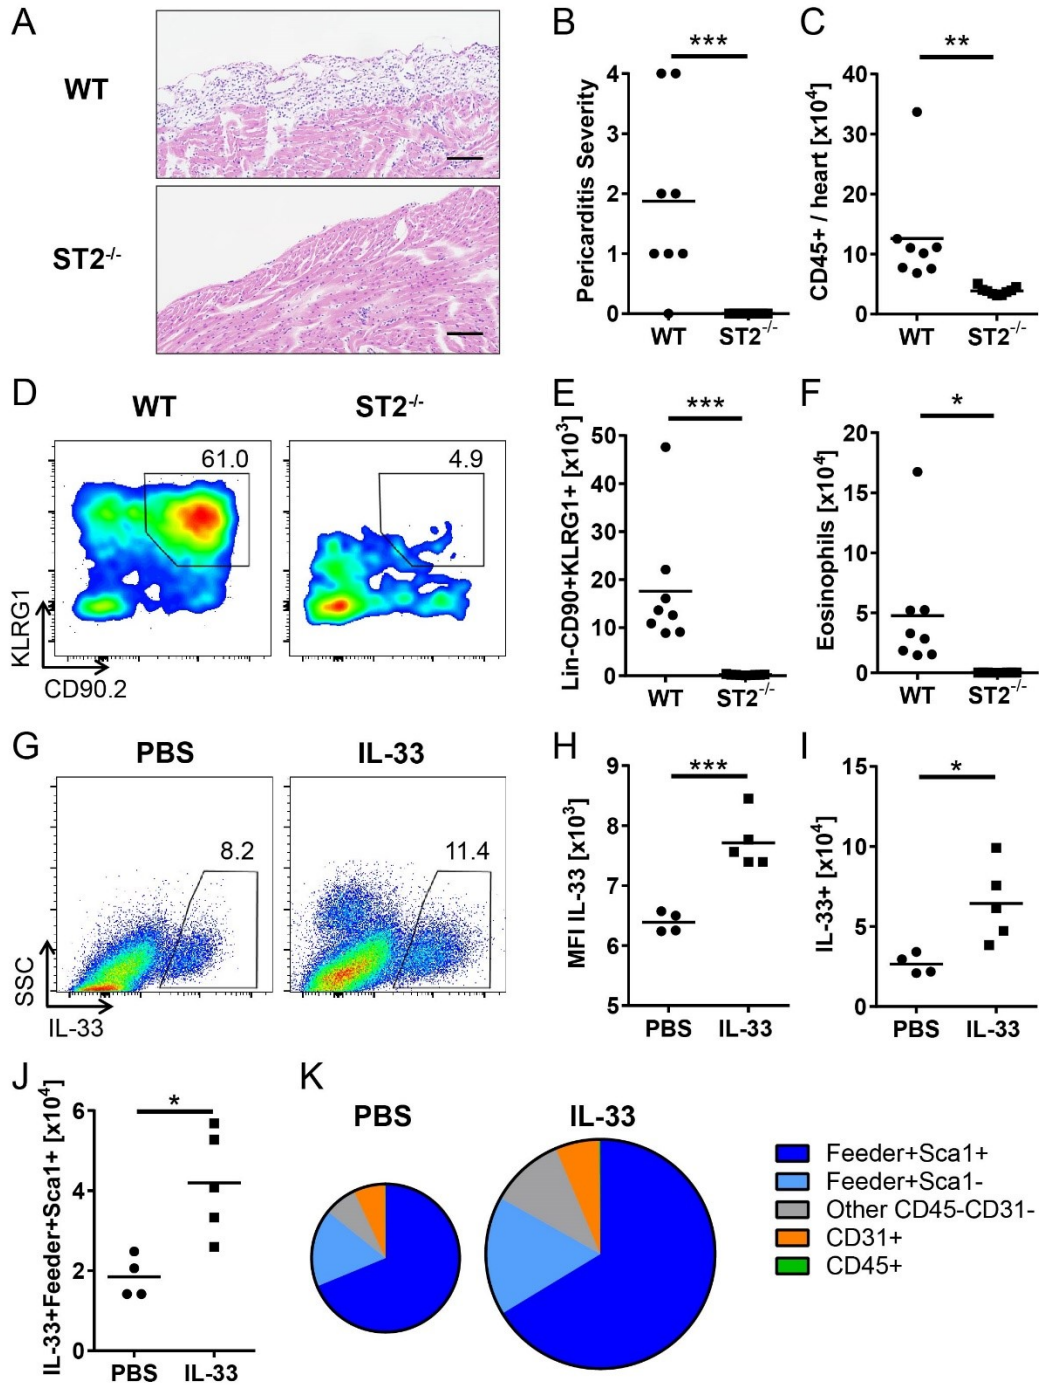 A
WT
ST2-/-
B
***
Pericarditis Severity
4
3
2
1
0
WT ST2-/-
C
**
CD45+ / heart [x10⁴]
40
30
20
10
0
WT ST2-/-
D
WT ST2-/-
61.0
4.9
KLRG1
CD90.2
E
***
Lin-CD90+KLRG1+ [x10³]
50
40
20
10
0
WT ST2-/-
F
*
Eosinophils [x10⁴]
20
15
10
5
0
WT ST2-/-
G
PBS IL-33
8.2
11.4
SSC
IL-33
H
***
MFI IL-33 [x10³]
9
8
7
6
5
PBS IL-33
I
*
IL-33+ [x10⁴]
15
10
5
0
PBS IL-33
J
*
IL-33+Feeder+Sca1+ [x10⁴]
6
4
2
0
PBS IL-33
K
PBS IL-33
Feeder+Sca1+
Feeder+Sca1-
Other CD45-CD31-
CD31+
CD45+